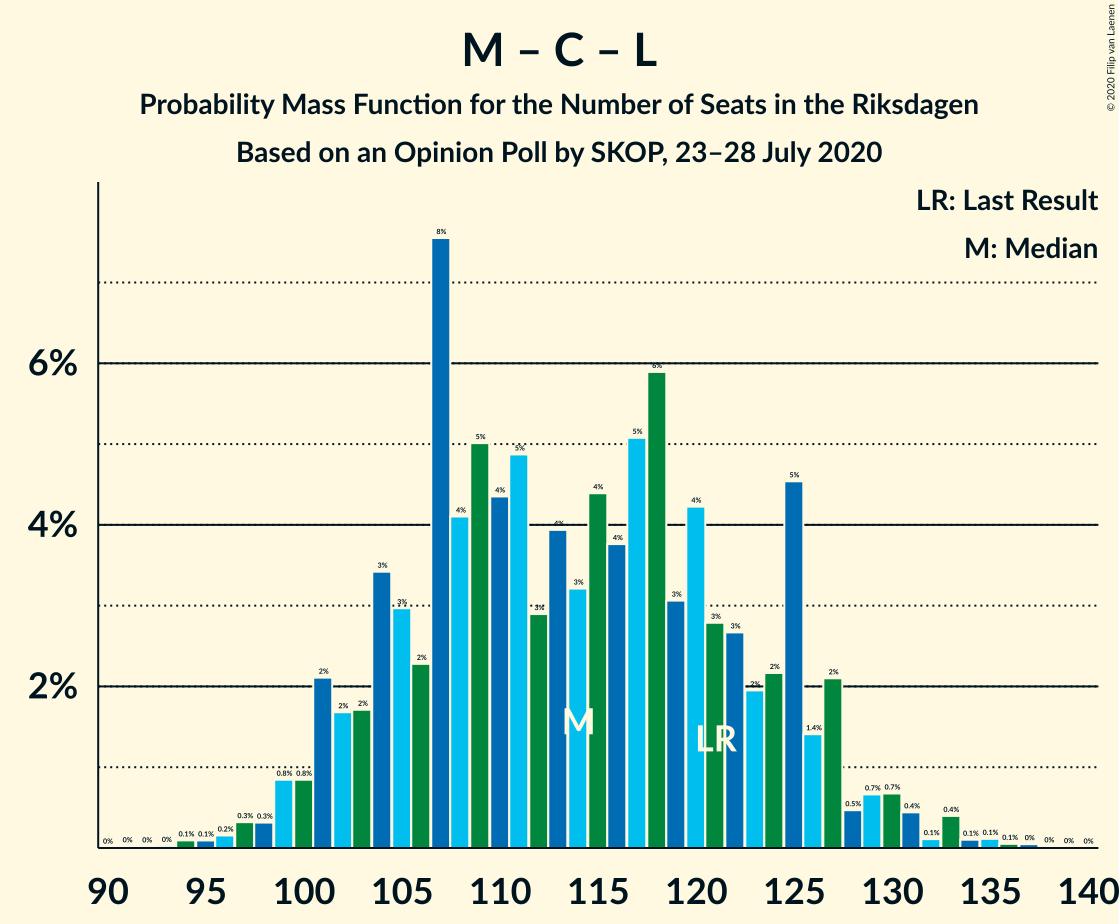 M – C – L
Probability Mass Function for the Number of Seats in the Riksdagen
Based on an Opinion Poll by SKOP, 23–28 July 2020
© 2020 Filip van Laenen
LR: Last Result
M: Median
6%
4%
2%
0% 0% 0% 0% 0.1% 0.1% 0.2% 0.3% 0.3% 0.8% 0.8% 2% 2% 2% 3% 3% 2% 8% 4% 5% 4% 5% 3% 4% 3% 4% 4% 5% 6% 3% 4% 3% 3% 2% 2% 5% 1.4% 2% 0.5% 0.7% 0.7% 0.4% 0.1% 0.4% 0.1% 0.1% 0.1% 0% 0% 0% 0%
M
LR
90 95 100 105 110 115 120 125 130 135 140